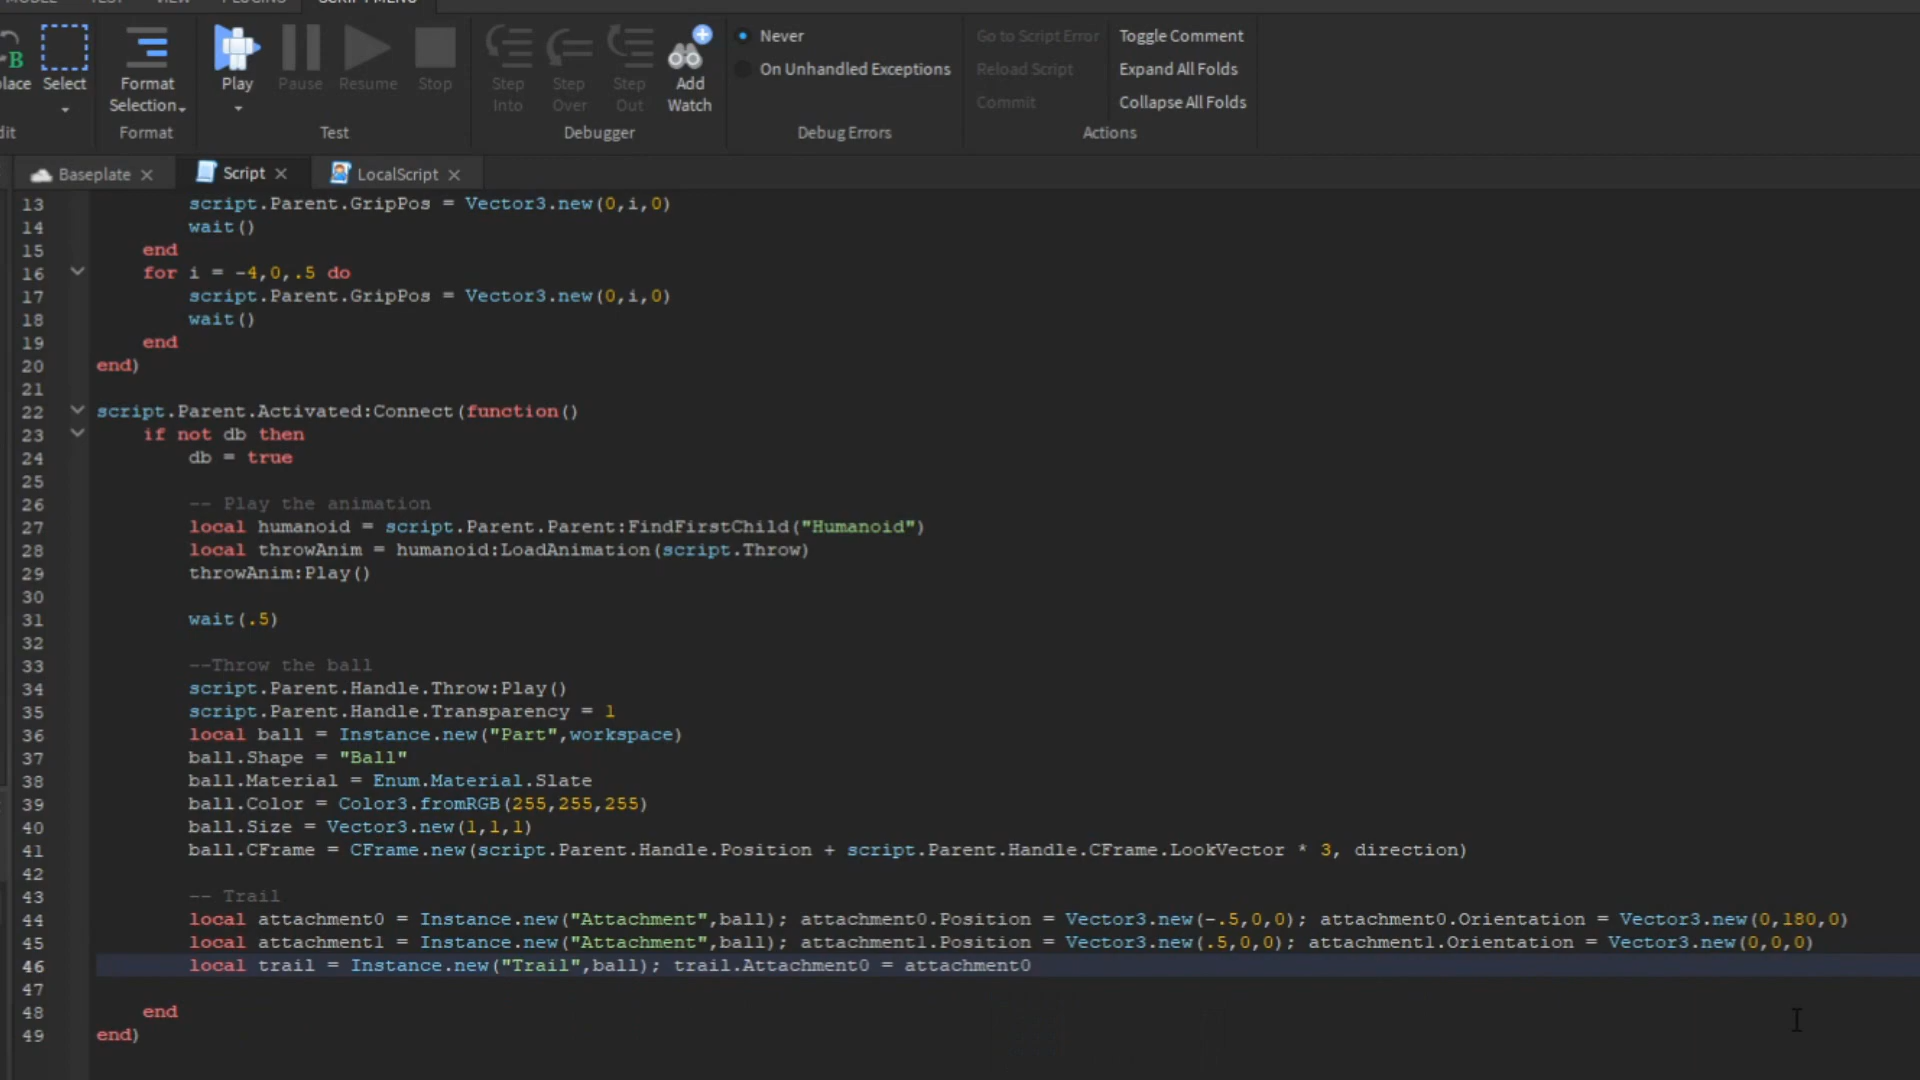 Select
Format
Selection
Format
Play
Pause
Resume
Stop
Test
Step
Into
Step
Over
Step
Out
Add
Watch
Debugger
Never
On Unhandled Exceptions
Debug Errors
Go to Script Error
Reload Script
Commit
Toggle Comment
Expand All Folds
Collapse All Folds
Actions
Baseplate
Script
LocalScript
13 script.Parent.GripPos = Vector3.new(0,i,0)
14 wait()
15 end
16 for i = -4,0,.5 do
17 script.Parent.GripPos = Vector3.new(0,i,0)
18 wait()
19 end
20 end)
21
22 script.Parent.Activated:Connect(function()
23 if not db then
24 db = true
25
26 -- Play the animation
27 local humanoid = script.Parent.Parent:FindFirstChild("Humanoid")
28 local throwAnim = humanoid:LoadAnimation(script.Throw)
29 throwAnim:Play()
30
31 wait(.5)
32
33 --Throw the ball
34 script.Parent.Handle.Throw:Play()
35 script.Parent.Handle.Transparency = 1
36 local ball = Instance.new("Part",workspace)
37 ball.Shape = "Ball"
38 ball.Material = Enum.Material.Slate
39 ball.Color = Color3.fromRGB(255,255,255)
40 ball.Size = Vector3.new(1,1,1)
41 ball.CFrame = CFrame.new(script.Parent.Handle.Position + script.Parent.Handle.CFrame.LookVector * 3, direction)
42
43 -- Trail
44 local attachment0 = Instance.new("Attachment",ball); attachment0.Position = Vector3.new(-.5,0,0); attachment0.Orientation = Vector3.new(0,180,0)
45 local attachment1 = Instance.new("Attachment",ball); attachment1.Position = Vector3.new(.5,0,0); attachment1.Orientation = Vector3.new(0,0,0)
46 local trail = Instance.new("Trail",ball); trail.Attachment0 = attachment0
47
48 end
49 end)